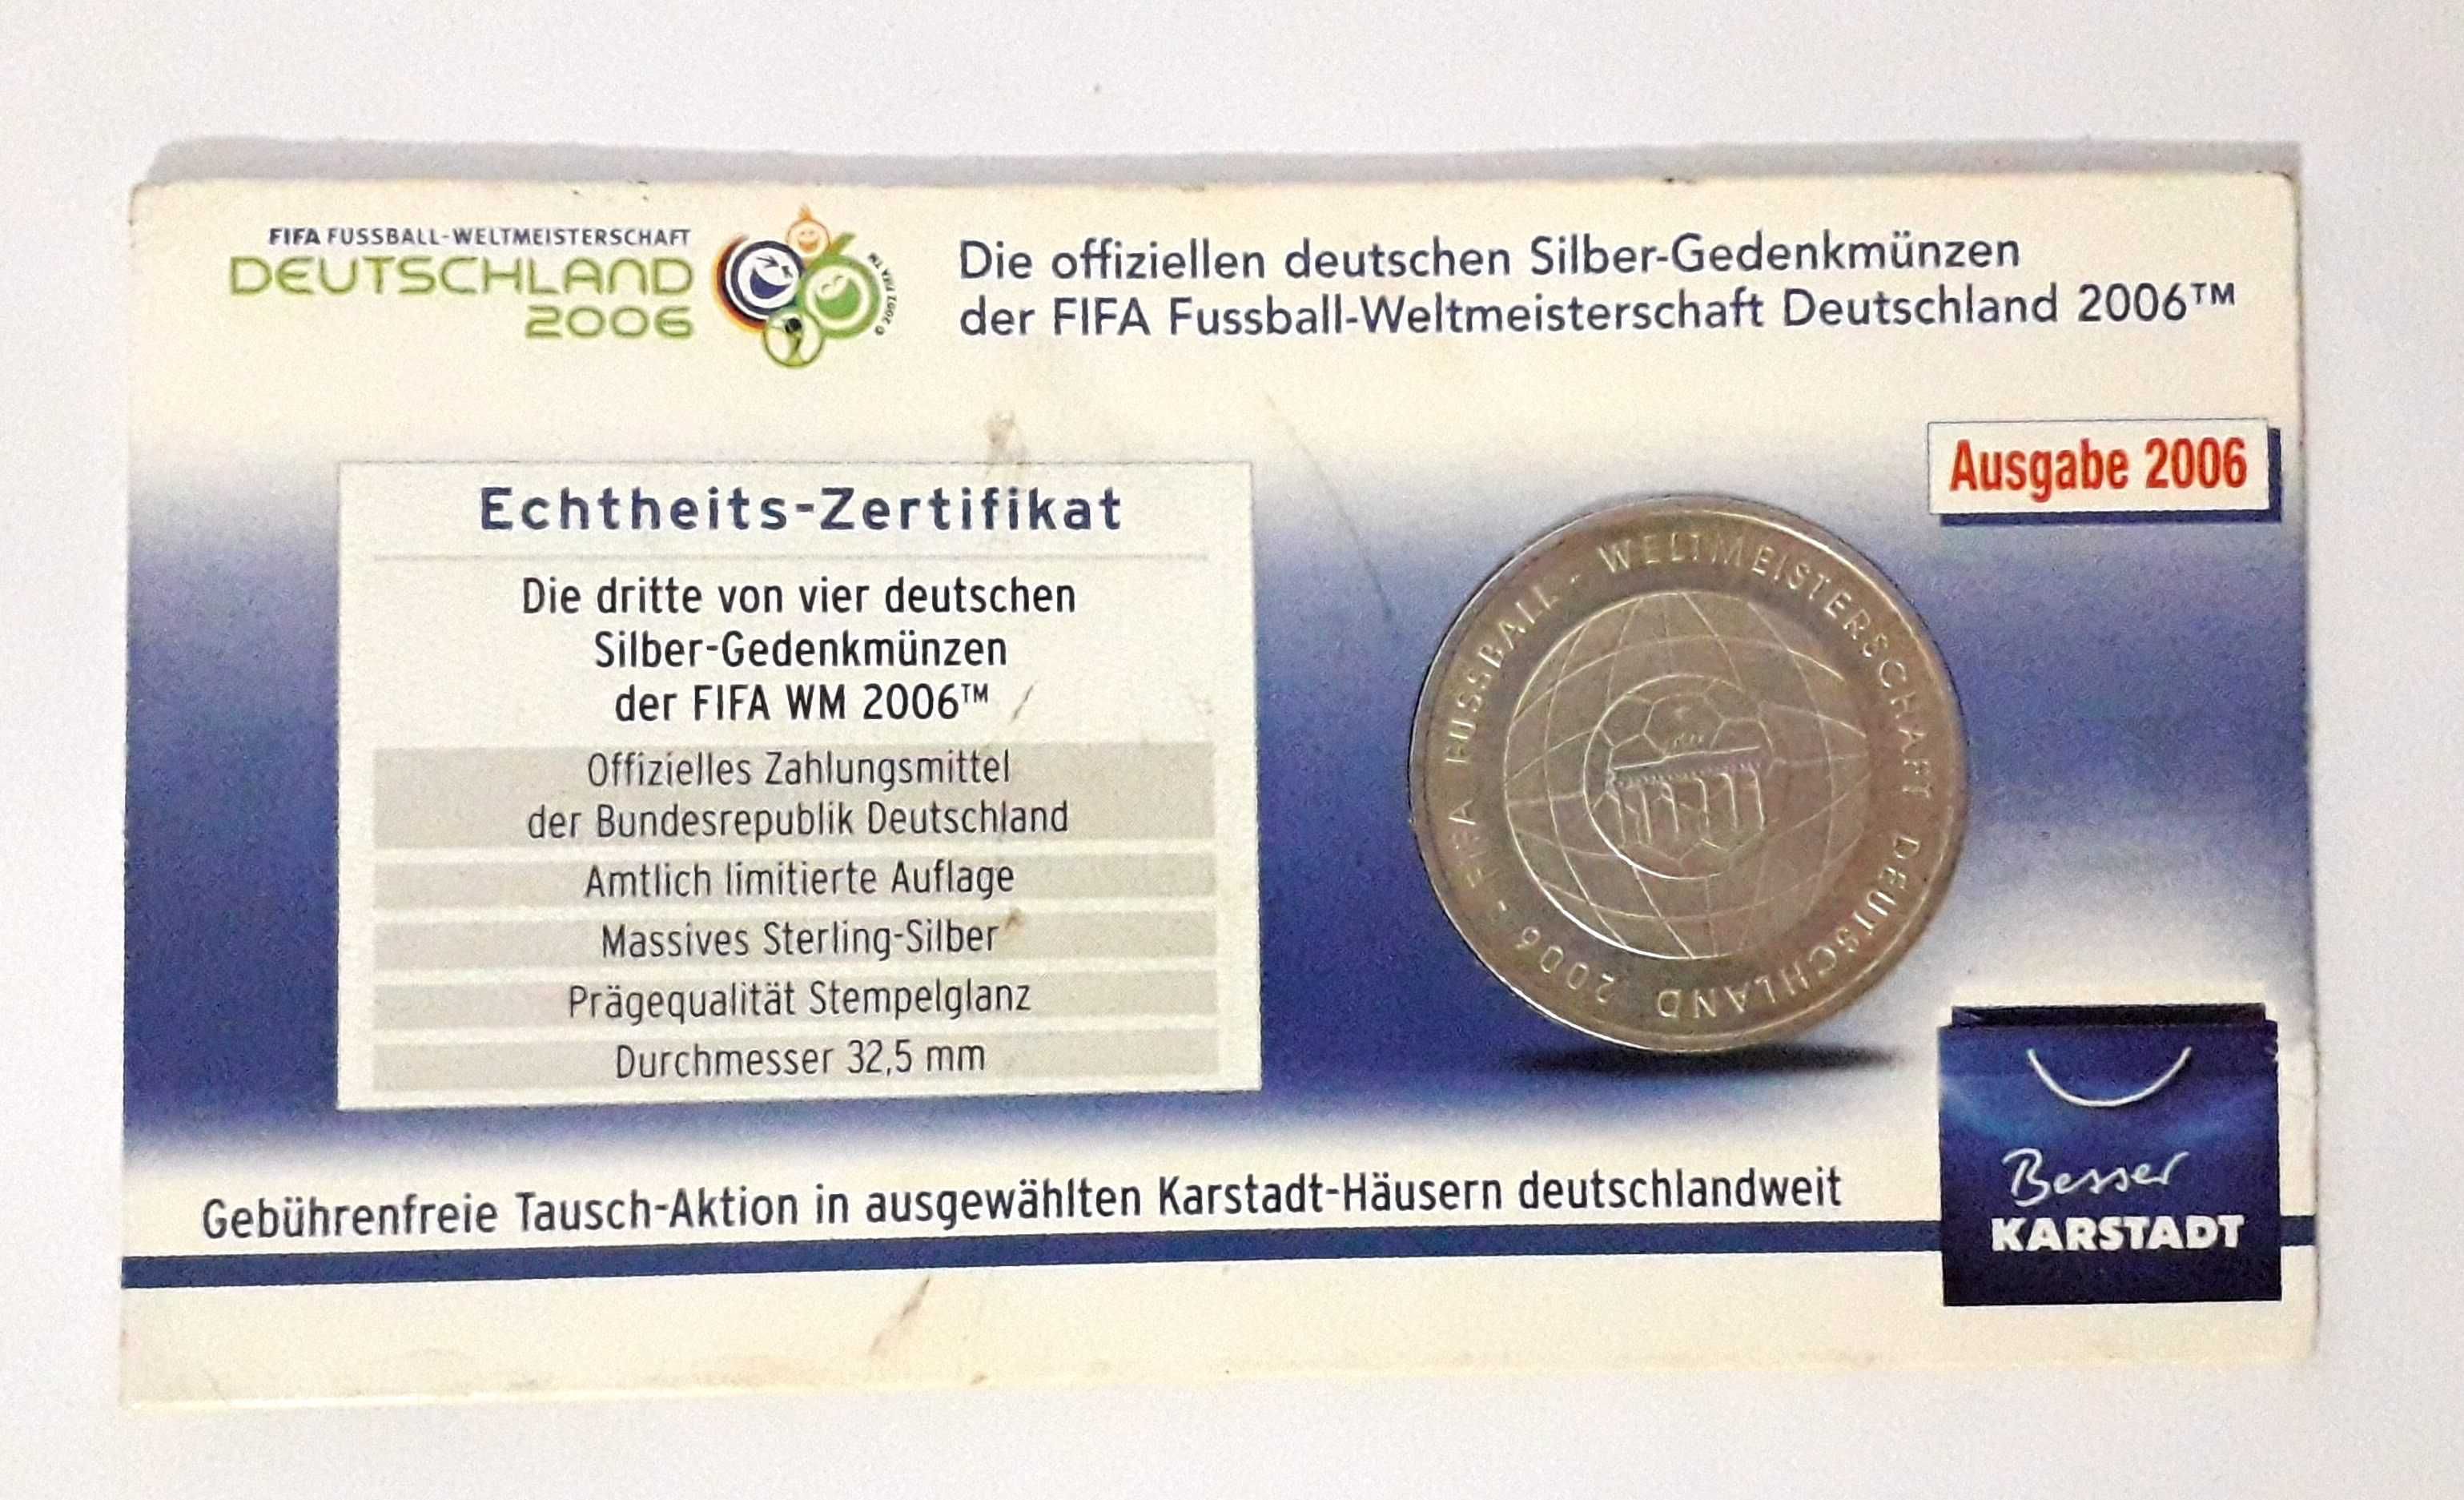 FIFA FUSSBALL-WELTMEISTERSCHAFT
DEUTSCHLAND
2006
© 2002 FIFA TM
Die offiziellen deutschen Silber-Gedenkmünzen
der FIFA Fussball-Weltmeisterschaft Deutschland 2006™
Ausgabe 2006
Echtheits-Zertifikat
Die dritte von vier deutschen
Silber-Gedenkmünzen
der FIFA WM 2006™
Offizielles Zahlungsmittel
der Bundesrepublik Deutschland
Amtlich limitierte Auflage
Massives Sterling-Silber
Prägequalität Stempelglanz
Durchmesser 32,5 mm
FIFA FUSSBALL - WELTMEISTERSCHAFT DEUTSCHLAND 2006 -
Gebührenfreie Tausch-Aktion in ausgewählten Karstadt-Häusern deutschlandweit
Besser
KARSTADT